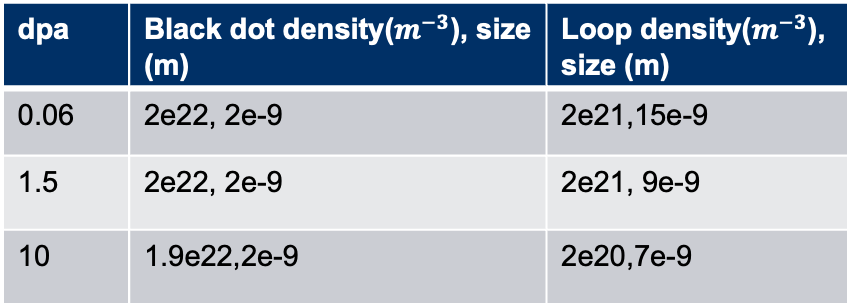 dpa
Black dot density(𝒎⁻³), size
(m)
Loop density(𝒎⁻³),
size (m)
0.06
2e22, 2e-9
2e21,15e-9
1.5
2e22, 2e-9
2e21, 9e-9
10
1.9e22,2e-9
2e20,7e-9